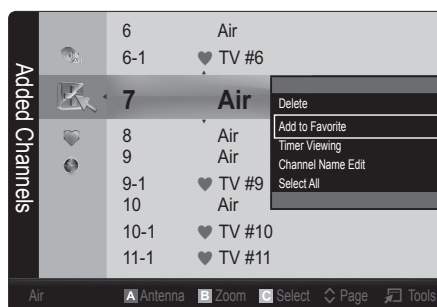 Added Channels
6 Air
6-1 ♥ TV #6
7 Air
8 Air
9 Air
9-1 ♥ TV #9
10 Air
10-1 ♥ TV #10
11-1 ♥ TV #11
Delete
Add to Favorite
Timer Viewing
Channel Name Edit
Select All
Air A Antenna B Zoom C Select Page Tools